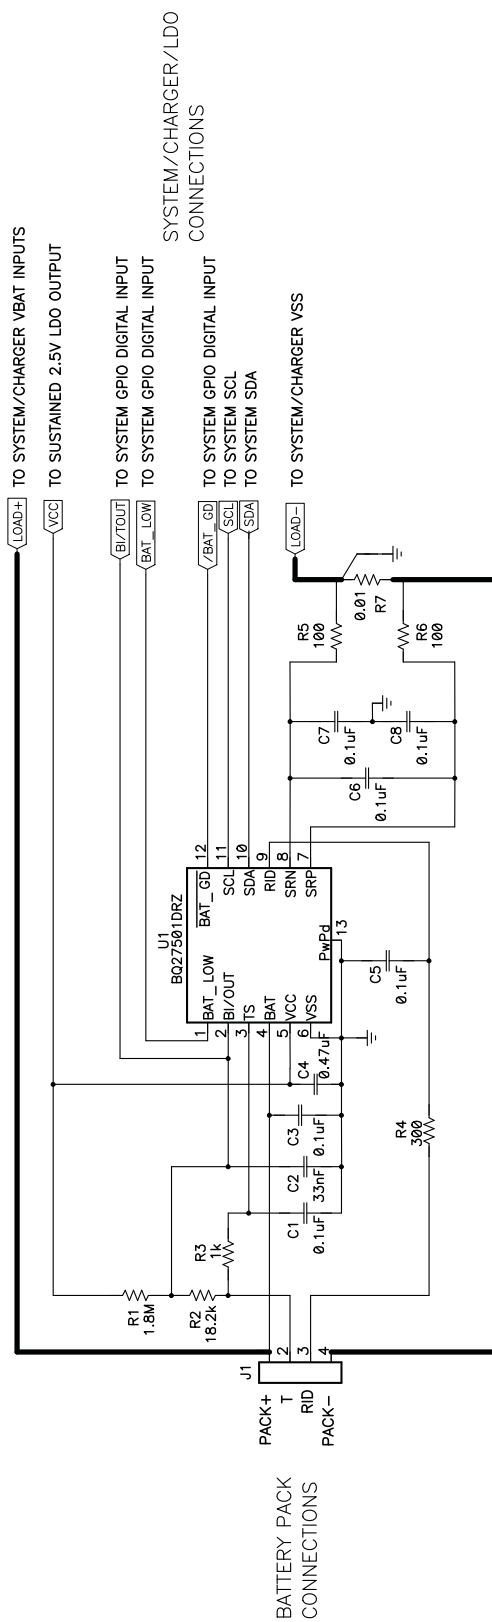 SYSTEM/CHARGER/LDO
CONNECTIONS
LOAD+ TO SYSTEM/CHARGER VBAT INPUTS
VCC TO SUSTAINED 2.5V LDO OUTPUT
BI/TOUT TO SYSTEM GPIO DIGITAL INPUT
BAT_LOW TO SYSTEM GPIO DIGITAL INPUT
/BAT_GD TO SYSTEM GPIO DIGITAL INPUT
SCL TO SYSTEM SCL
SDA TO SYSTEM SDA
LOAD- TO SYSTEM/CHARGER VSS
U1
BQ27501DRZ
1 BAT_LOW
2 BI/OUT
3 TS
4 BAT
5 VCC
6 VSS
BAT_GD 12
SCL 11
SDA 10
RID 9
SRN 8
SRP 7
PwPd 13
R1
1.8M
R2
18.2k
R3
1k
R4
300
R5
100
R6
100
R7
0.01
C1
0.1uF
C2
33nF
C3
0.1uF
C4
0.47uF
C5
0.1uF
C6
0.1uF
C7
0.1uF
C8
0.1uF
J1
PACK+
T 2
RID 3
PACK- 4
BATTERY PACK
CONNECTIONS